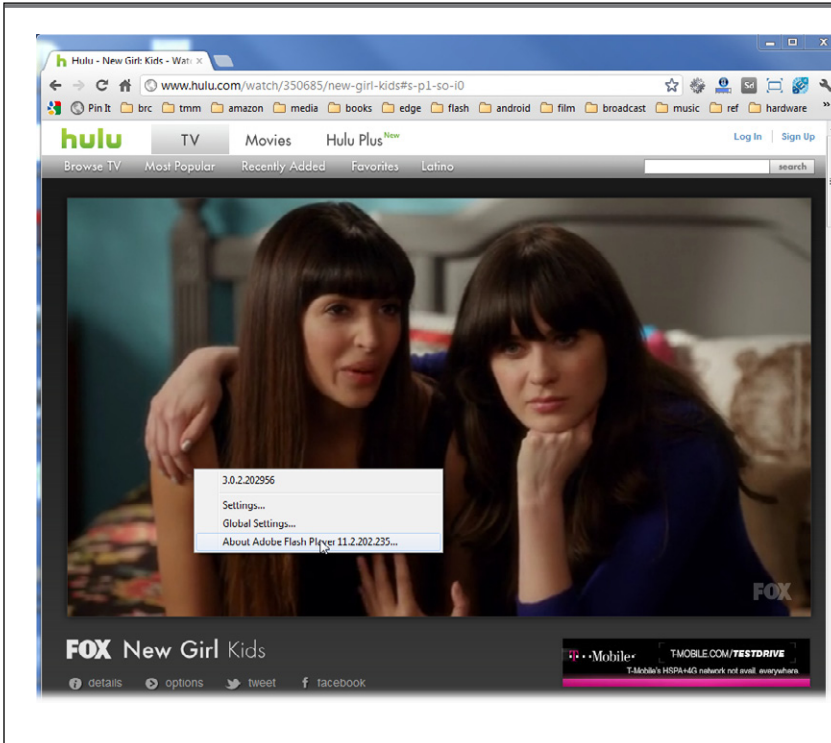 h Hulu - New Girl: Kids - Wat ×
www.hulu.com/watch/350685/new-girl-kids#s-p1-so-i0
Pin It brc tmm amazon media books edge flash android film broadcast music ref hardware »
hulu TV Movies Hulu Plus New Log In Sign Up
Browse TV Most Popular Recently Added Favorites Latino search
3.0.2.202956
Settings...
Global Settings...
About Adobe Flash Player 11.2.202.235...
FOX
FOX New Girl Kids
T··Mobile· T-MOBILE.COM/TESTDRIVE
T-Mobile's HSPA+4G network not avail. everywhere
details options tweet f facebook